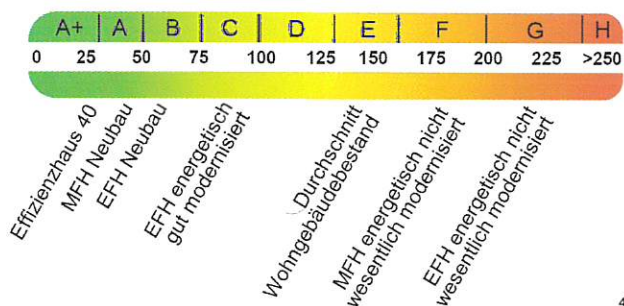 A+ A B C D E F G H
0 25 50 75 100 125 150 175 200 225 >250
Effizienzhaus 40
MFH Neubau
EFH Neubau
EFH energetisch
gut modernisiert
Durchschnitt
Wohngebäudebestand
MFH energetisch nicht
wesentlich modernisiert
EFH energetisch nicht
wesentlich modernisiert